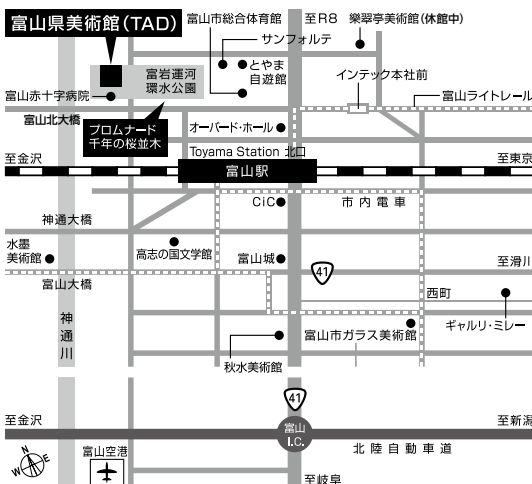 富山県美術館(TAD)
富山市総合体育館
至R8
樂翠亭美術館(休館中)
サンフォルテ
とやま
自遊館
富岩運河
環水公園
インテック本社前
富山赤十字病院
富山ライトレール
富山北大橋
プロムナード
千年の桜並木
オーバード・ホール
Toyama Station 北口
至金沢
富山駅
至東京
CiC
市内電車
神通大橋
水墨
美術館
高志の国文学館
富山城
41
至滑川
富山大橋
西町
神通川
富山市ガラス美術館
ギャルリ・ミレー
秋水美術館
41
至金沢
富山
I.C.
至新潟
北陸自動車道
N
W
E
S
富山空港
至岐阜